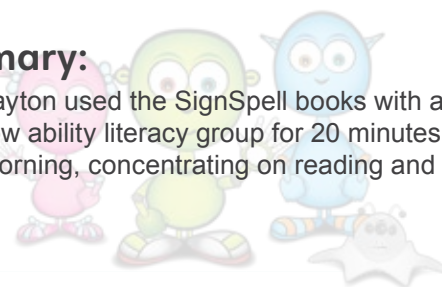 mary:
ayton used the SignSpell books with a
w ability literacy group for 20 minutes
orning, concentrating on reading and